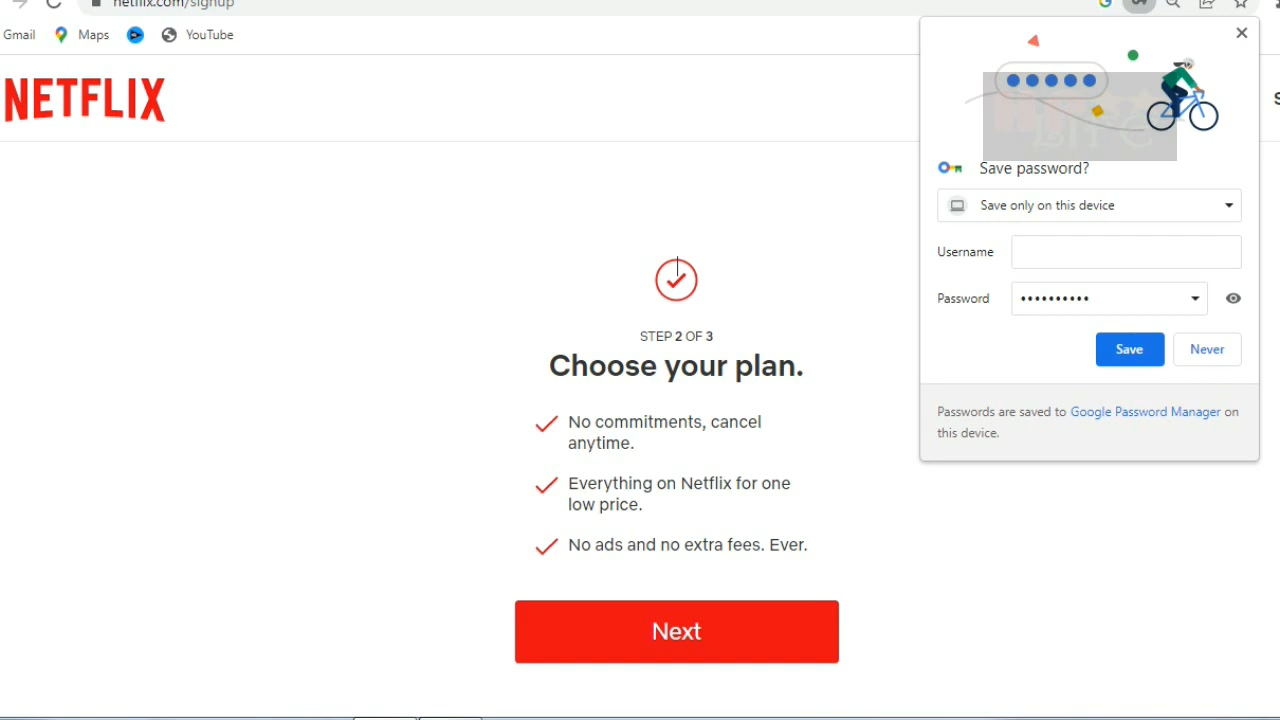 netflix.com/signup
Gmail
Maps
YouTube
NETFLIX
STEP 2 OF 3
Choose your plan.
No commitments, cancel
anytime.
Everything on Netflix for one
low price.
No ads and no extra fees. Ever.
Next
Save password?
Save only on this device
Username
Password
Save
Never
Passwords are saved to Google Password Manager on
this device.